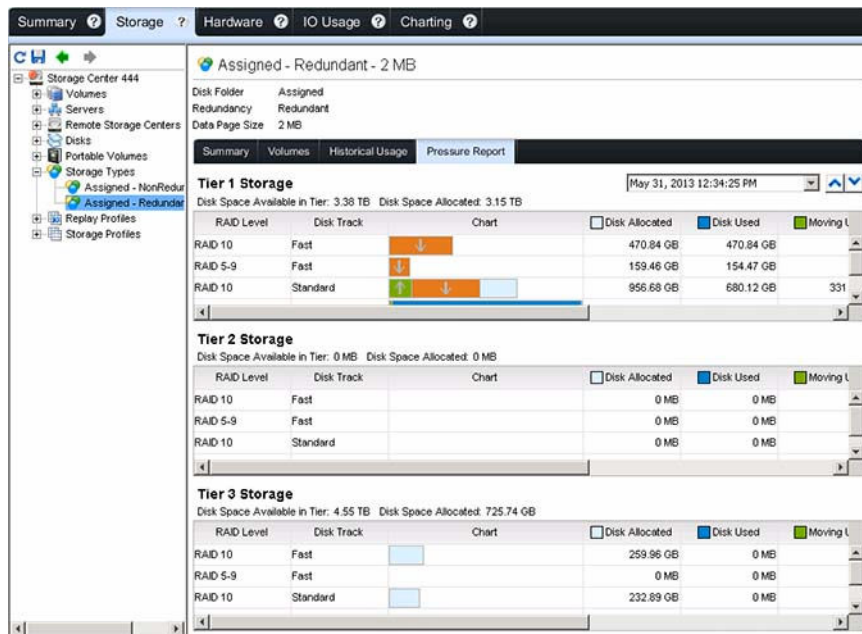 Summary ? Storage ? Hardware ? IO Usage ? Charting ?
Storage Center 444
Volumes
Servers
Remote Storage Centers
Disks
Portable Volumes
Storage Types
Assigned - NonRedun
Assigned - Redundan
Replay Profiles
Storage Profiles
Assigned - Redundant - 2 MB
Disk Folder Assigned
Redundancy Redundant
Data Page Size 2 MB
Summary Volumes Historical Usage Pressure Report
Tier 1 Storage
May 31, 2013 12:34:25 PM
Disk Space Available in Tier: 3.38 TB Disk Space Allocated: 3.15 TB
RAID Level Disk Track Chart Disk Allocated Disk Used Moving U
RAID 10 Fast 470.84 GB 470.84 GB
RAID 5-9 Fast 159.46 GB 154.47 GB
RAID 10 Standard 956.68 GB 680.12 GB 331
Tier 2 Storage
Disk Space Available in Tier: 0 MB Disk Space Allocated: 0 MB
RAID Level Disk Track Chart Disk Allocated Disk Used Moving U
RAID 10 Fast 0 MB 0 MB
RAID 5-9 Fast 0 MB 0 MB
RAID 10 Standard 0 MB 0 MB
Tier 3 Storage
Disk Space Available in Tier: 4.55 TB Disk Space Allocated: 725.74 GB
RAID Level Disk Track Chart Disk Allocated Disk Used Moving U
RAID 10 Fast 259.96 GB 0 MB
RAID 5-9 Fast 0 MB 0 MB
RAID 10 Standard 232.89 GB 0 MB